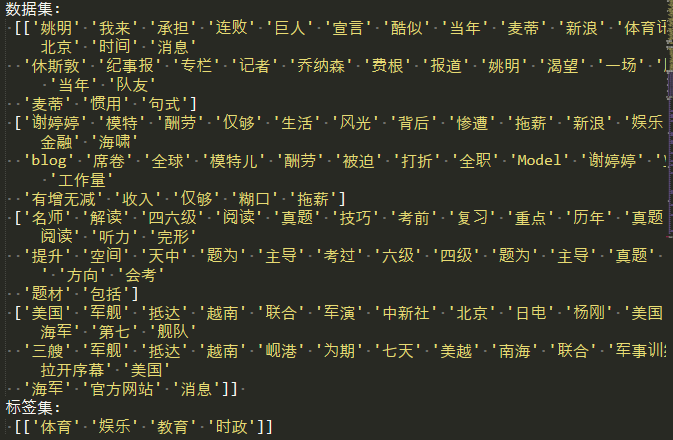 数据集:
[['姚明' '我来' '承担' '连败' '巨人' '宣言' '酷似' '当年' '麦蒂' '新浪' '体育讯
北京' '时间' '消息'
'休斯敦' '纪事报' '专栏' '记者' '乔纳森' '费根' '报道' '姚明' '渴望' '一场'
'当年' '队友'
'麦蒂' '惯用' '句式']
['谢婷婷' '模特' '酬劳' '仅够' '生活' '风光' '背后' '惨遭' '拖薪' '新浪' '娱乐
金融' '海啸'
'blog' '席卷' '全球' '模特儿' '酬劳' '被迫' '打折' '全职' 'Model' '谢婷婷'
'工作量'
'有增无减' '收入' '仅够' '糊口' '拖薪']
['名师' '解读' '四六级' '阅读' '真题' '技巧' '考前' '复习' '重点' '历年' '真题
阅读' '听力' '完形'
'提升' '空间' '天中' '题为' '主导' '考过' '六级' '四级' '题为' '主导' '真题'
' '方向' '会考'
'题材' '包括']
['美国' '军舰' '抵达' '越南' '联合' '军演' '中新社' '北京' '日电' '杨刚' '美国
海军' '第七' '舰队'
'三艘' '军舰' '抵达' '越南' '岘港' '为期' '七天' '美越' '南海' '联合' '军事训练
拉开序幕' '美国'
'海军' '官方网站' '消息']]
标签集:
[['体育' '娱乐' '教育' '时政']]